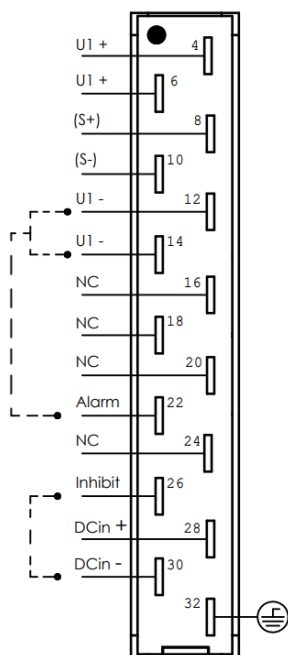 U1 + 4
U1 + 6
(S+) 8
(S-) 10
U1 - 12
U1 - 14
NC 16
NC 18
NC 20
Alarm 22
NC 24
Inhibit 26
DCin + 28
DCin - 30
32